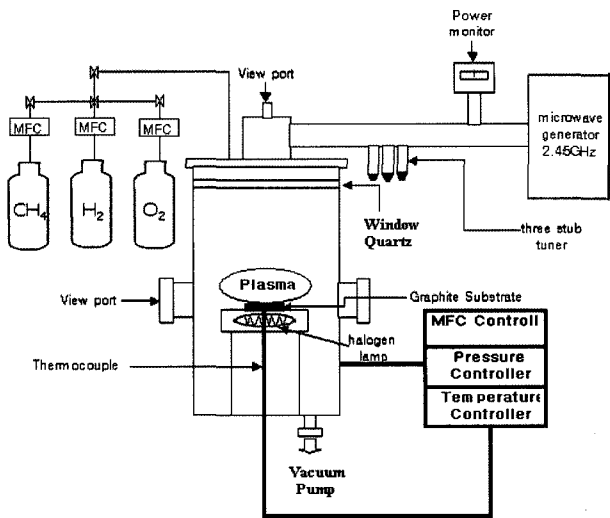 Power
monitor
View port
microwave
generator
2.45GHz
MFC
MFC
MFC
CH4
H2
O2
Window
Quartz
three stub
tuner
Plasma
View port
Graphite Substrate
halogen
lamp
MFC Controll
Pressure
Controller
Temperature
Controller
Thermocouple
Vacuum
Pump